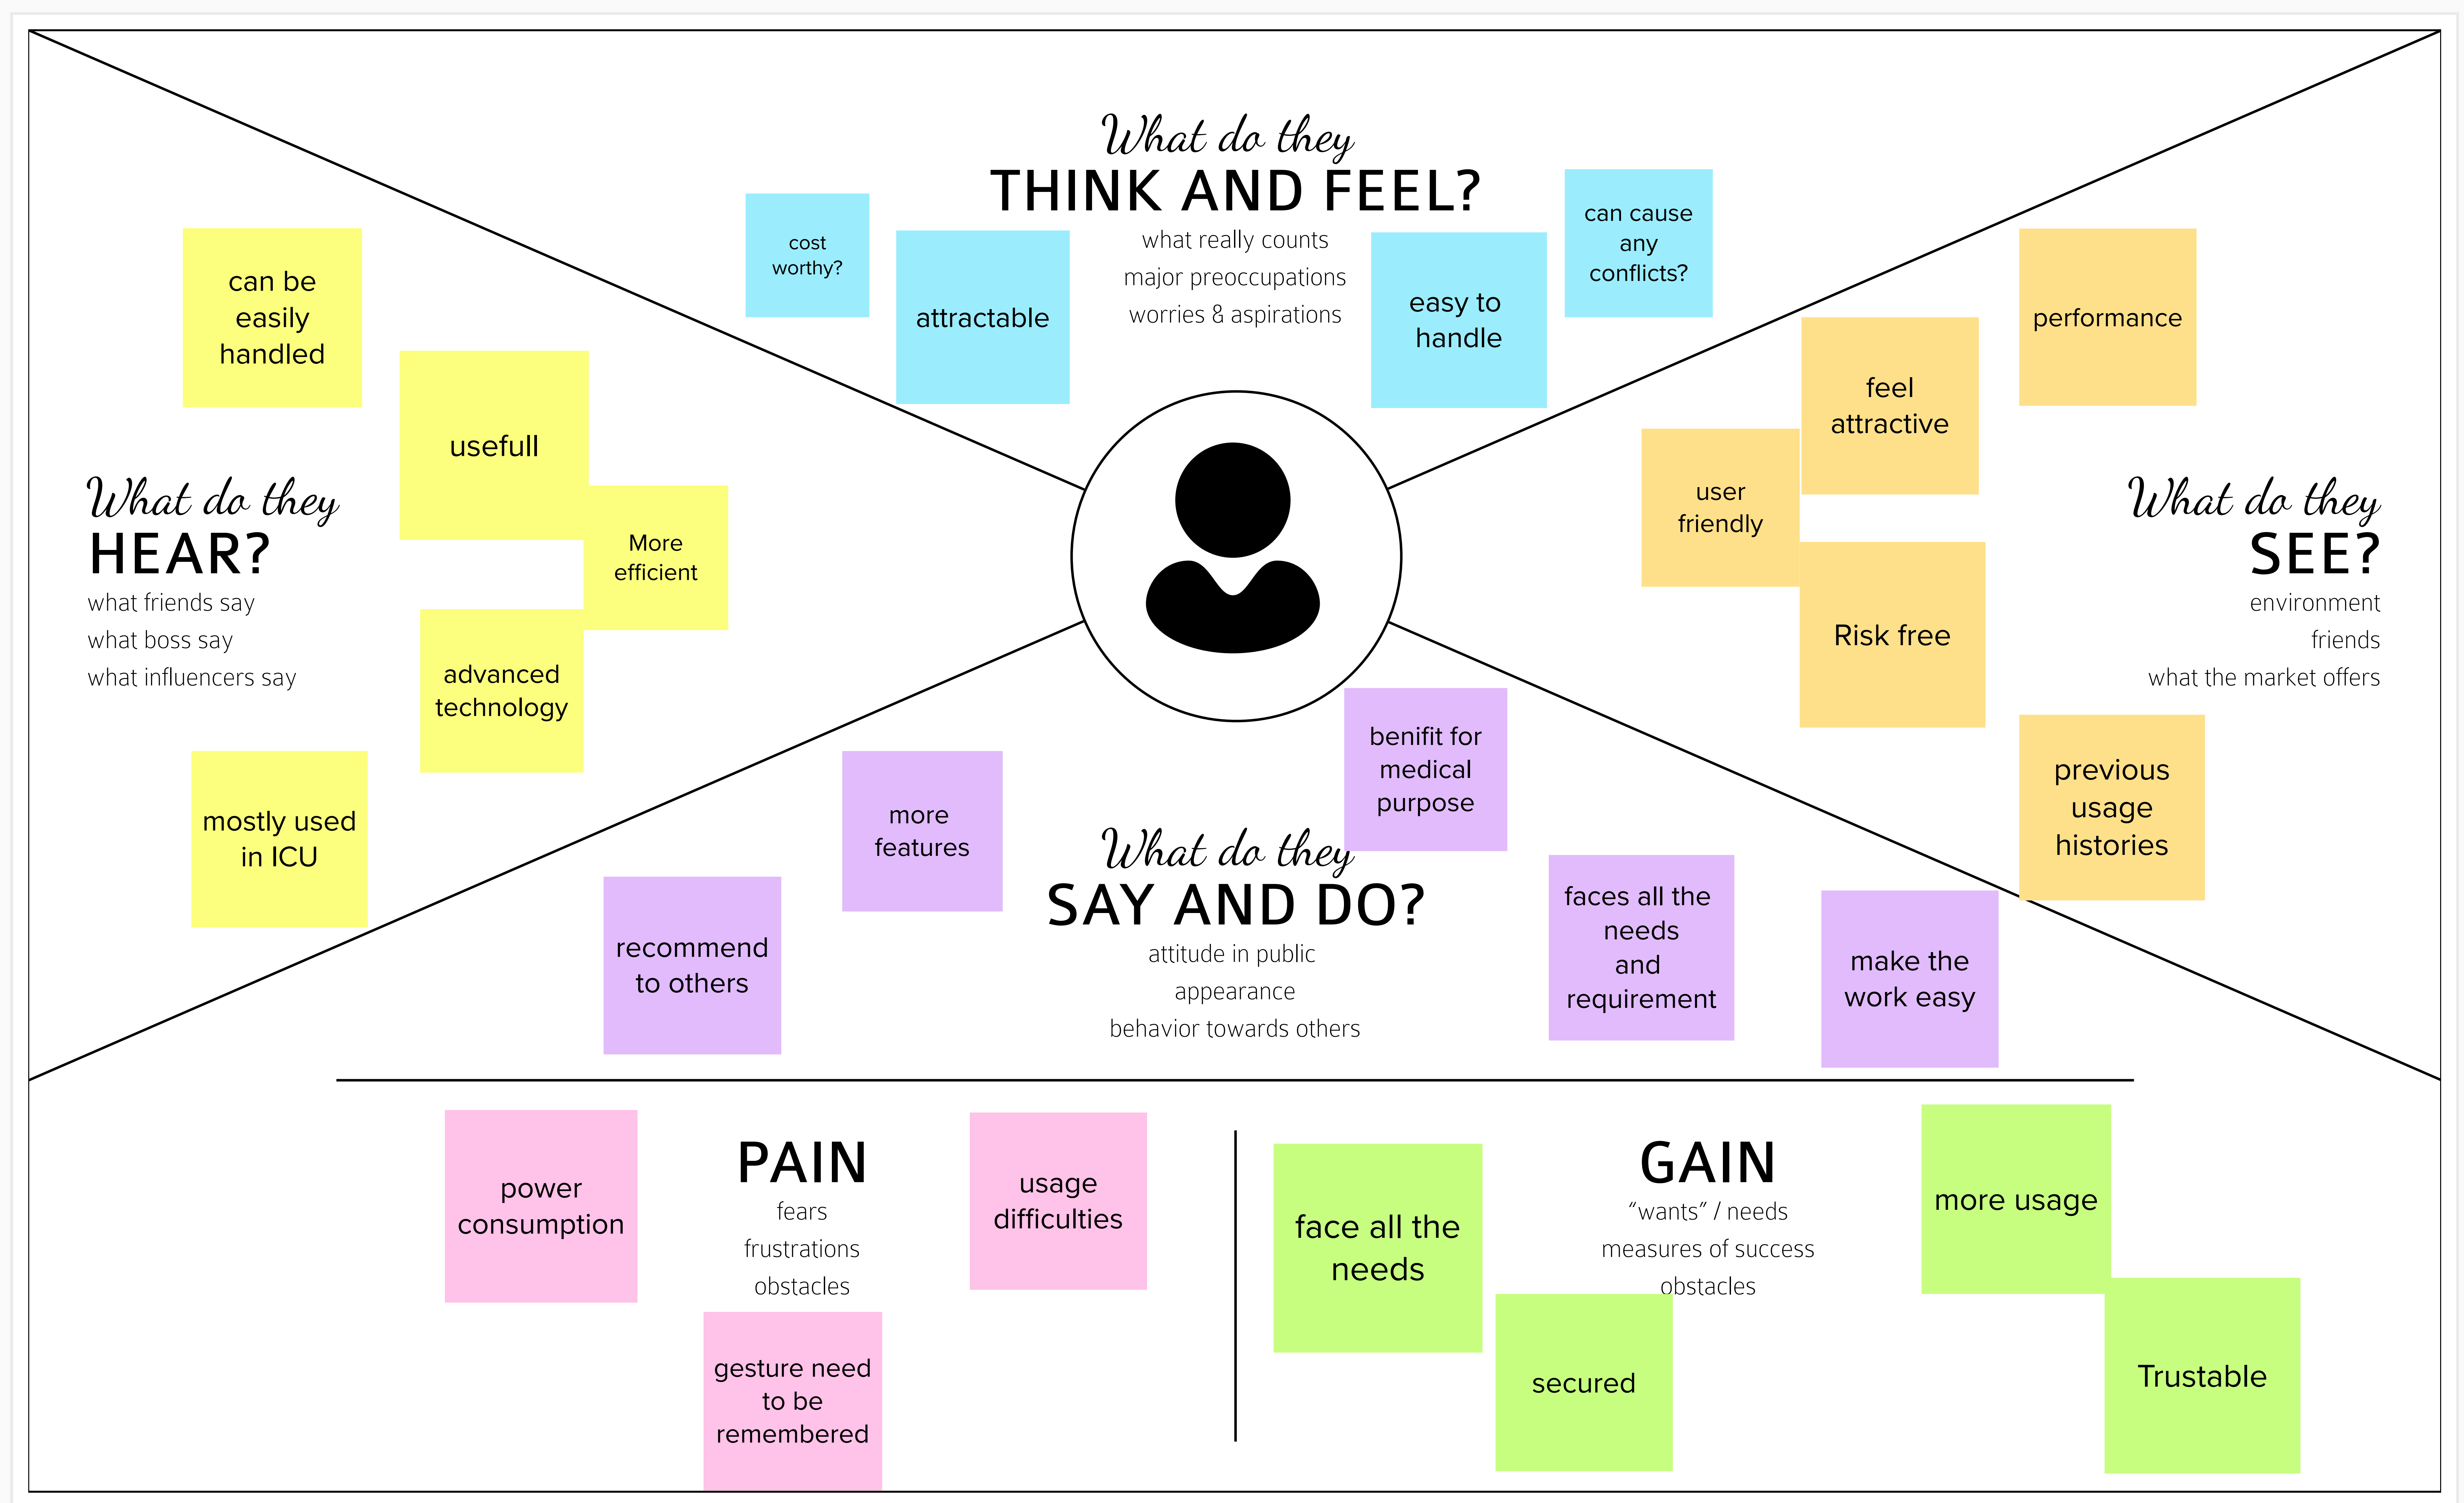 What do they
THINK AND FEEL?
what really counts
major preoccupations
worries & aspirations
cost
worthy?
attractable
easy to
handle
can cause
any
conflicts?
What do they
HEAR?
what friends say
what boss say
what influencers say
can be
easily
handled
usefull
More
efficient
advanced
technology
mostly used
in ICU
What do they
SEE?
environment
friends
what the market offers
performance
feel
attractive
user
friendly
Risk free
previous
usage
histories
What do they
SAY AND DO?
attitude in public
appearance
behavior towards others
more
features
recommend
to others
benifit for
medical
purpose
faces all the
needs
and
requirement
make the
work easy
PAIN
fears
frustrations
obstacles
power
consumption
usage
difficulties
gesture need
to be
remembered
GAIN
“wants” / needs
measures of success
obstacles
face all the
needs
secured
more usage
Trustable